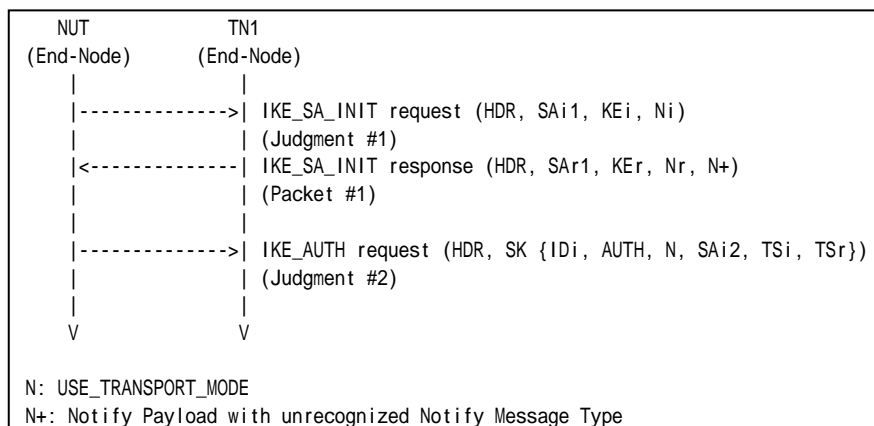 NUT TN1
(End-Node) (End-Node)
| |
|-------------->| IKE_SA_INIT request (HDR, SAi1, KEi, Ni)
| | (Judgment #1)
|<--------------| IKE_SA_INIT response (HDR, SAr1, KEr, Nr, N+)
| | (Packet #1)
| |
|-------------->| IKE_AUTH request (HDR, SK {IDi, AUTH, N, SAi2, TSi, TSr})
| | (Judgment #2)
| |
V V
N: USE_TRANSPORT_MODE
N+: Notify Payload with unrecognized Notify Message Type